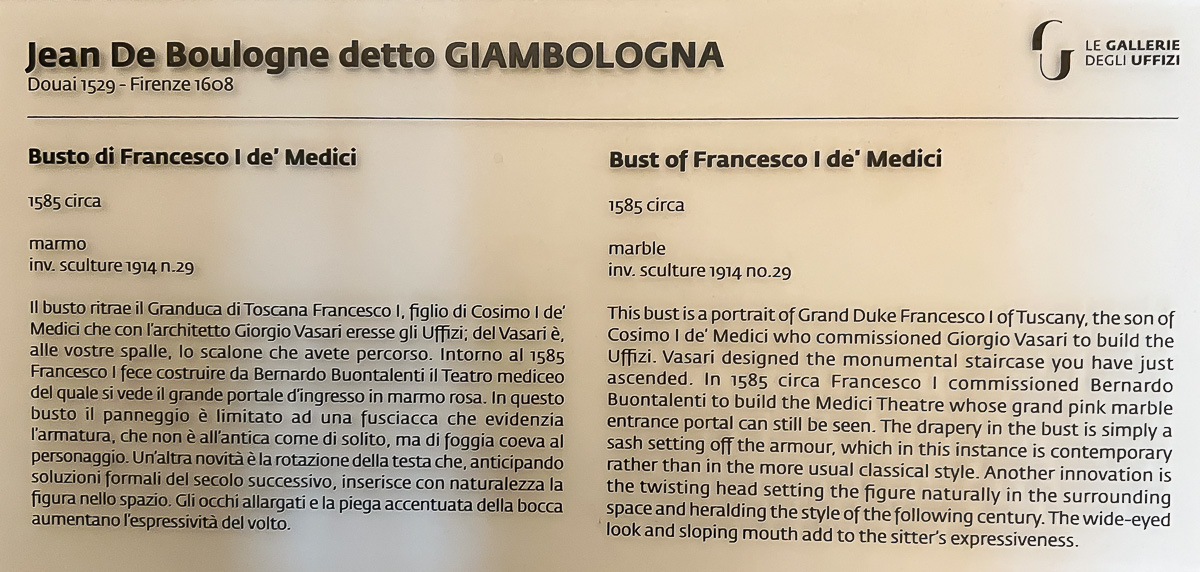 Jean De Boulogne detto GIAMBOLOGNA
Douai 1529 - Firenze 1608
LE GALLERIE
DEGLI UFFIZI
Busto di Francesco I de' Medici
1585 circa
marmo
inv. sculture 1914 n.29
Il busto ritrae il Granduca di Toscana Francesco I, figlio di Cosimo I de'
Medici che con l'architetto Giorgio Vasari eresse gli Uffizi; del Vasari è,
alle vostre spalle, lo scalone che avete percorso. Intorno al 1585
Francesco I fece costruire da Bernardo Buontalenti il Teatro mediceo
del quale si vede il grande portale d'ingresso in marmo rosa. In questo
busto il panneggio è limitato ad una fusciacca che evidenzia
l'armatura, che non è all'antica come di solito, ma di foggia coeva al
personaggio. Un'altra novità è la rotazione della testa che, anticipando
soluzioni formali del secolo successivo, inserisce con naturalezza la
figura nello spazio. Gli occhi allargati e la piega accentuata della bocca
aumentano l'espressività del volto.
Bust of Francesco I de' Medici
1585 circa
marble
inv. sculture 1914 no.29
This bust is a portrait of Grand Duke Francesco I of Tuscany, the son of
Cosimo I de' Medici who commissioned Giorgio Vasari to build the
Uffizi. Vasari designed the monumental staircase you have just
ascended. In 1585 circa Francesco I commissioned Bernardo
Buontalenti to build the Medici Theatre whose grand pink marble
entrance portal can still be seen. The drapery in the bust is simply a
sash setting off the armour, which in this instance is contemporary
rather than in the more usual classical style. Another innovation is
the twisting head setting the figure naturally in the surrounding
space and heralding the style of the following century. The wide-eyed
look and sloping mouth add to the sitter's expressiveness.